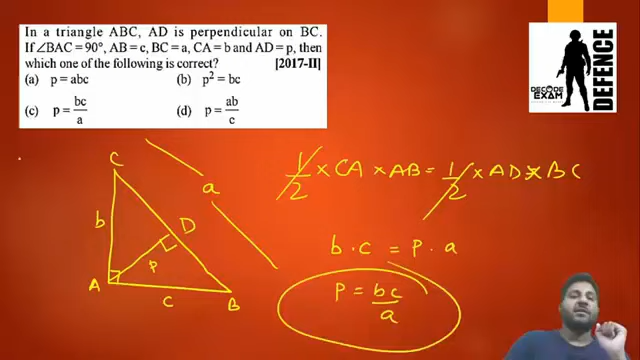 In a triangle ABC, AD is perpendicular on BC.
If ∠BAC = 90°, AB = c, BC = a, CA = b and AD = p, then
which one of the following is correct? [2017-II]
(a) p = abc (b) p² = bc
(c) p = bc/a (d) p = ab/c
DECODE
EXAM
DEFENCE
C
a
b
D
P
A
c
B
1/2 × CA × AB = 1/2 × AD × BC
b · c = p · a
P = bc/a